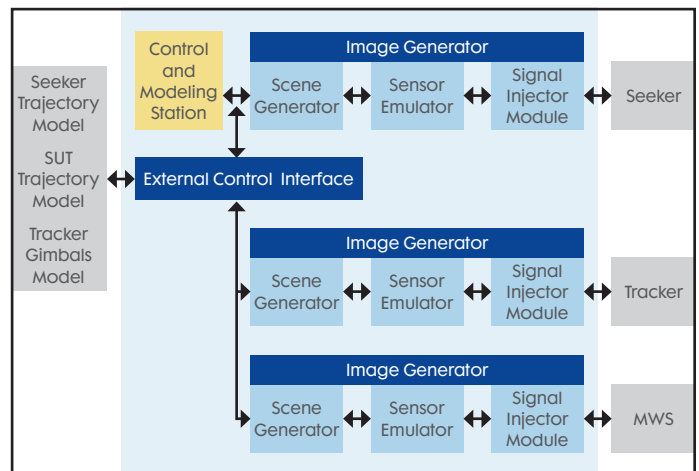 Control
and
Modeling
Station
Image Generator
Scene
Generator
Sensor
Emulator
Signal
Injector
Module
Seeker
Seeker
Trajectory
Model
SUT
Trajectory
Model
Tracker
Gimbals
Model
External Control Interface
Image Generator
Scene
Generator
Sensor
Emulator
Signal
Injector
Module
Tracker
Image Generator
Scene
Generator
Sensor
Emulator
Signal
Injector
Module
MWS